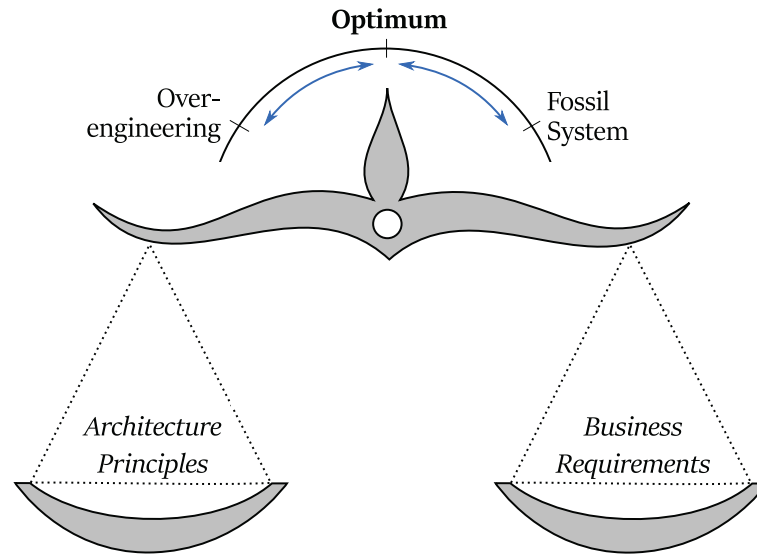 Optimum
Over-
engineering
Fossil
System
Architecture
Principles
Business
Requirements